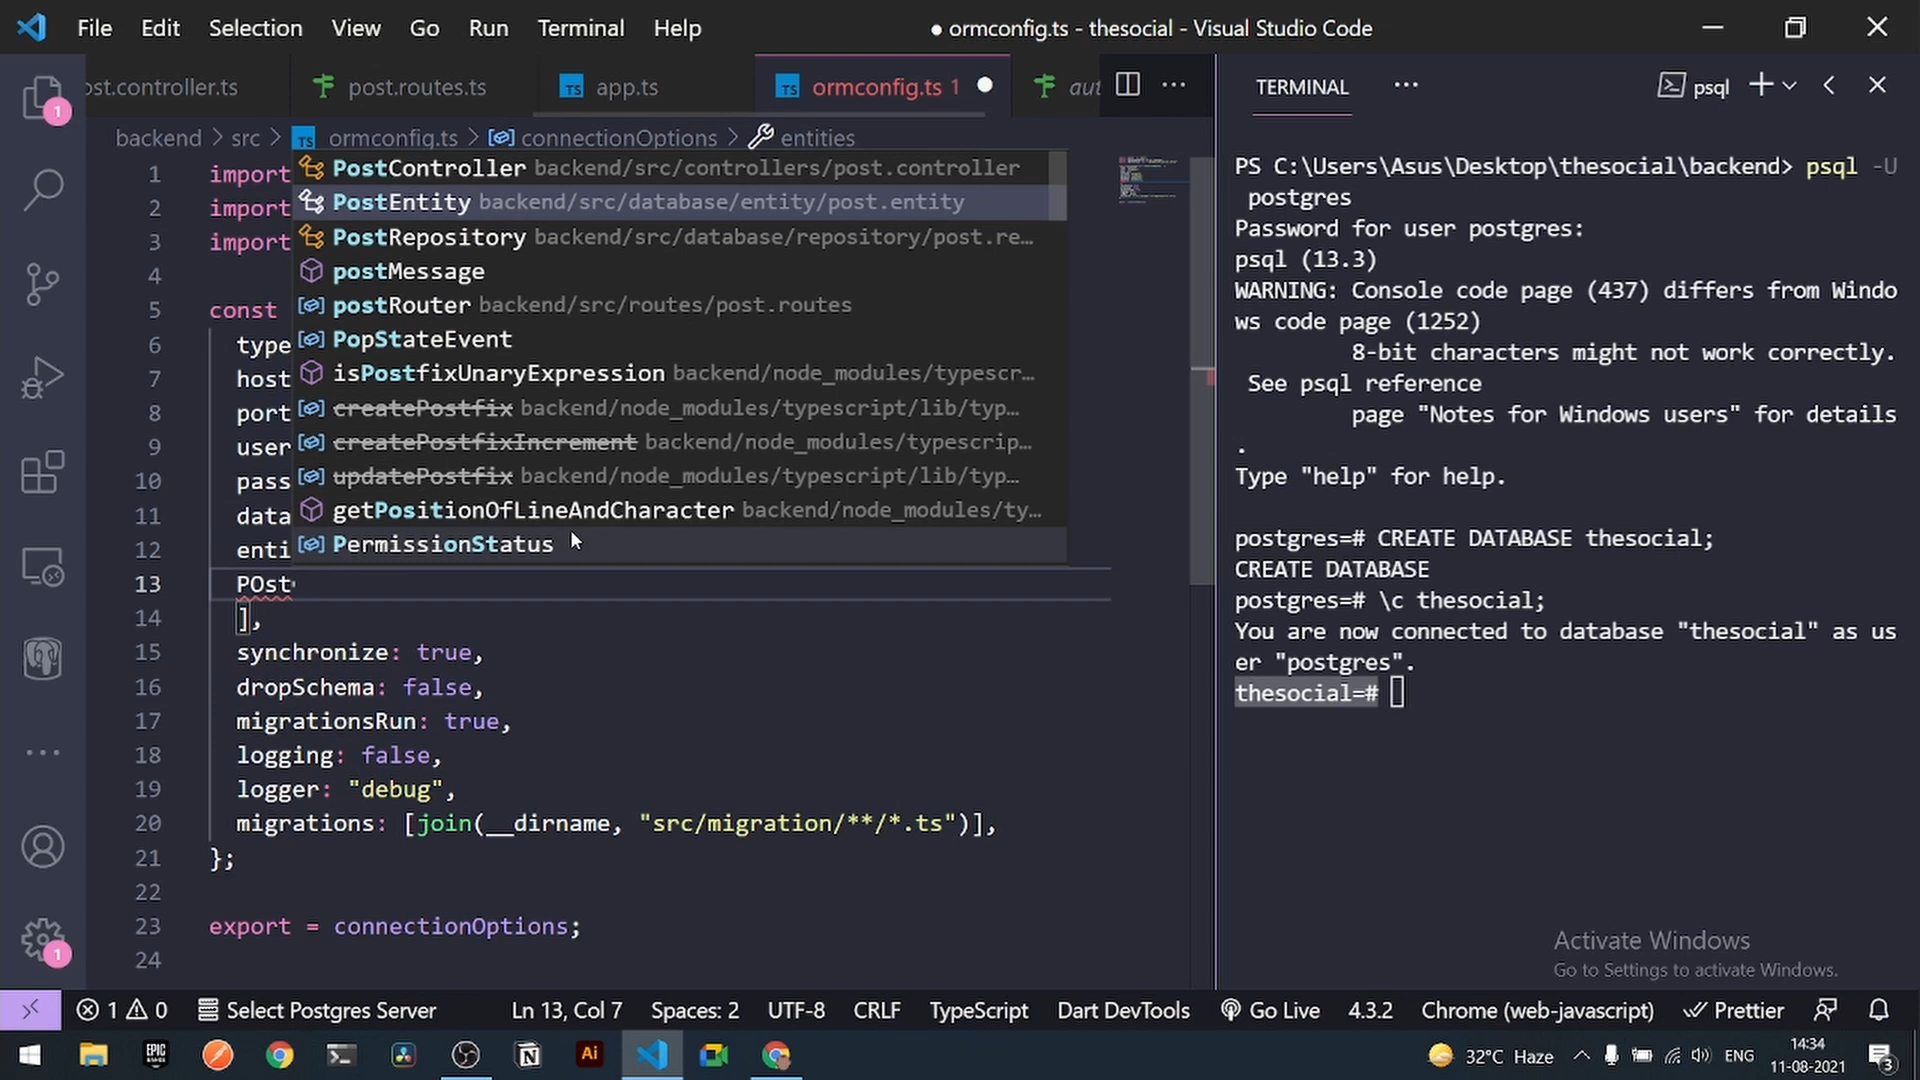 File Edit Selection View Go Run Terminal Help
● ormconfig.ts - thesocial - Visual Studio Code
ost.controller.ts
post.routes.ts
app.ts
ormconfig.ts 1
aut
TERMINAL
psql
backend > src > ormconfig.ts > connectionOptions > entities
1 import
2 import
3 import
4
5 const
6 type
7 host
8 port
9 user
10 pass
11 data
12 enti
13 POst
14 ],
15 synchronize: true,
16 dropSchema: false,
17 migrationsRun: true,
18 logging: false,
19 logger: "debug",
20 migrations: [join(__dirname, "src/migration/**/*.ts")],
21 };
22
23 export = connectionOptions;
24
PostController backend/src/controllers/post.controller
PostEntity backend/src/database/entity/post.entity
PostRepository backend/src/database/repository/post.re…
postMessage
postRouter backend/src/routes/post.routes
PopStateEvent
isPostfixUnaryExpression backend/node_modules/typescr…
createPostfix backend/node_modules/typescript/lib/typ…
createPostfixIncrement backend/node_modules/typescrip…
updatePostfix backend/node_modules/typescript/lib/typ…
getPositionOfLineAndCharacter backend/node_modules/ty…
PermissionStatus
PS C:\Users\Asus\Desktop\thesocial\backend> psql -U
postgres
Password for user postgres:
psql (13.3)
WARNING: Console code page (437) differs from Windo
ws code page (1252)
8-bit characters might not work correctly.
See psql reference
page "Notes for Windows users" for details
.
Type "help" for help.
postgres=# CREATE DATABASE thesocial;
CREATE DATABASE
postgres=# \c thesocial;
You are now connected to database "thesocial" as us
er "postgres".
thesocial=#
Activate Windows
Go to Settings to activate Windows.
1
1
1 0 Select Postgres Server Ln 13, Col 7 Spaces: 2 UTF-8 CRLF TypeScript Dart DevTools Go Live 4.3.2 Chrome (web-javascript) Prettier
EPIC GAMES
N
Ai
32°C Haze
ENG
14:34
11-08-2021
3